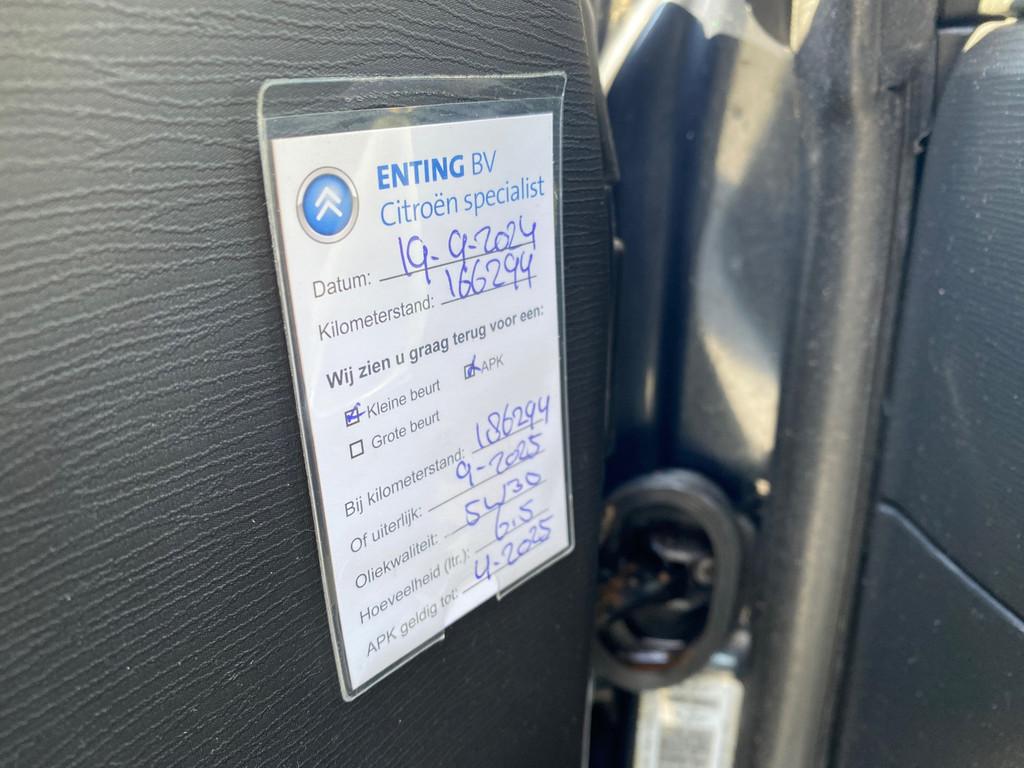 ENTING BV
Citroën specialist
Datum: 19-9-2024
Kilometerstand: 166294
Wij zien u graag terug voor een:
Kleine beurt APK
Grote beurt
Bij kilometerstand: 186294
Of uiterlijk: 9-2025
Oliekwaliteit: 5W30
Hoeveelheid (ltr.): 6.5
APK geldig tot: 4-2025